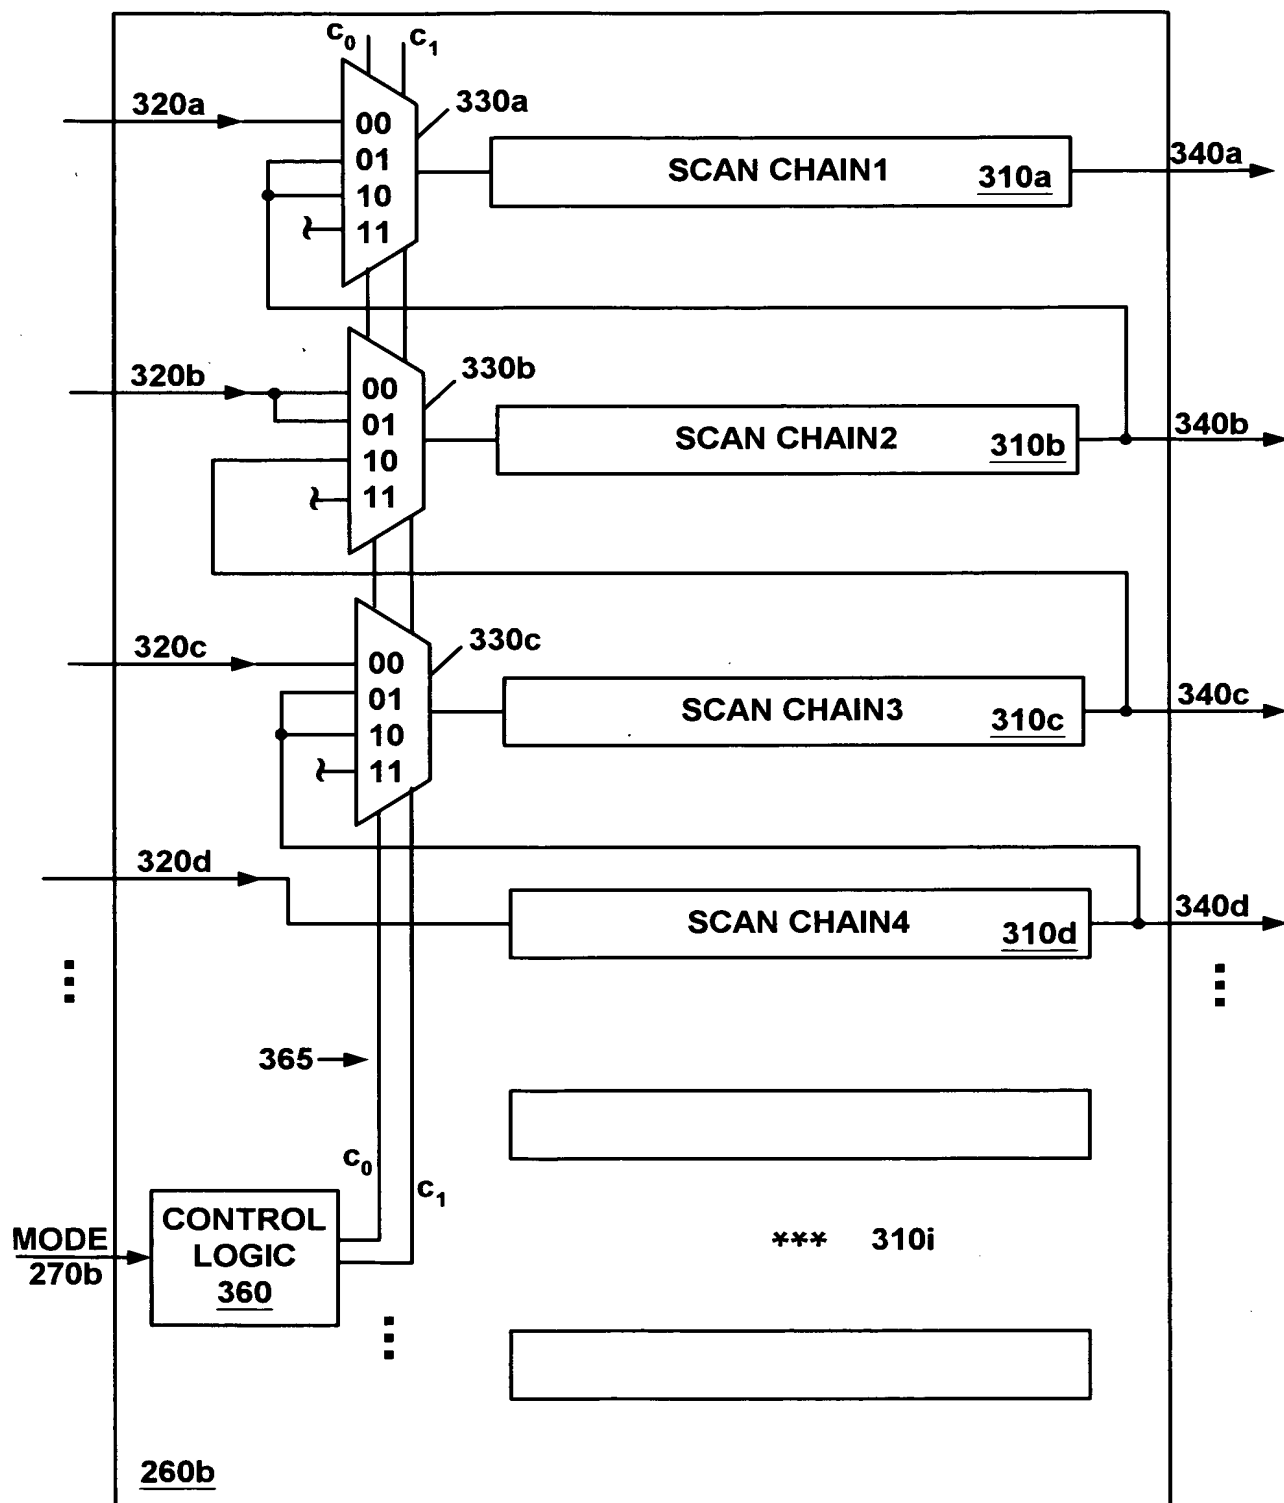 c0 c1
320a
00
01
10
11
330a
SCAN CHAIN1 310a
340a
320b
00
01
10
11
330b
SCAN CHAIN2 310b
340b
320c
00
01
10
11
330c
SCAN CHAIN3 310c
340c
320d
SCAN CHAIN4 310d
340d
365
c0
c1
MODE
270b
CONTROL
LOGIC
360
*** 310i
260b